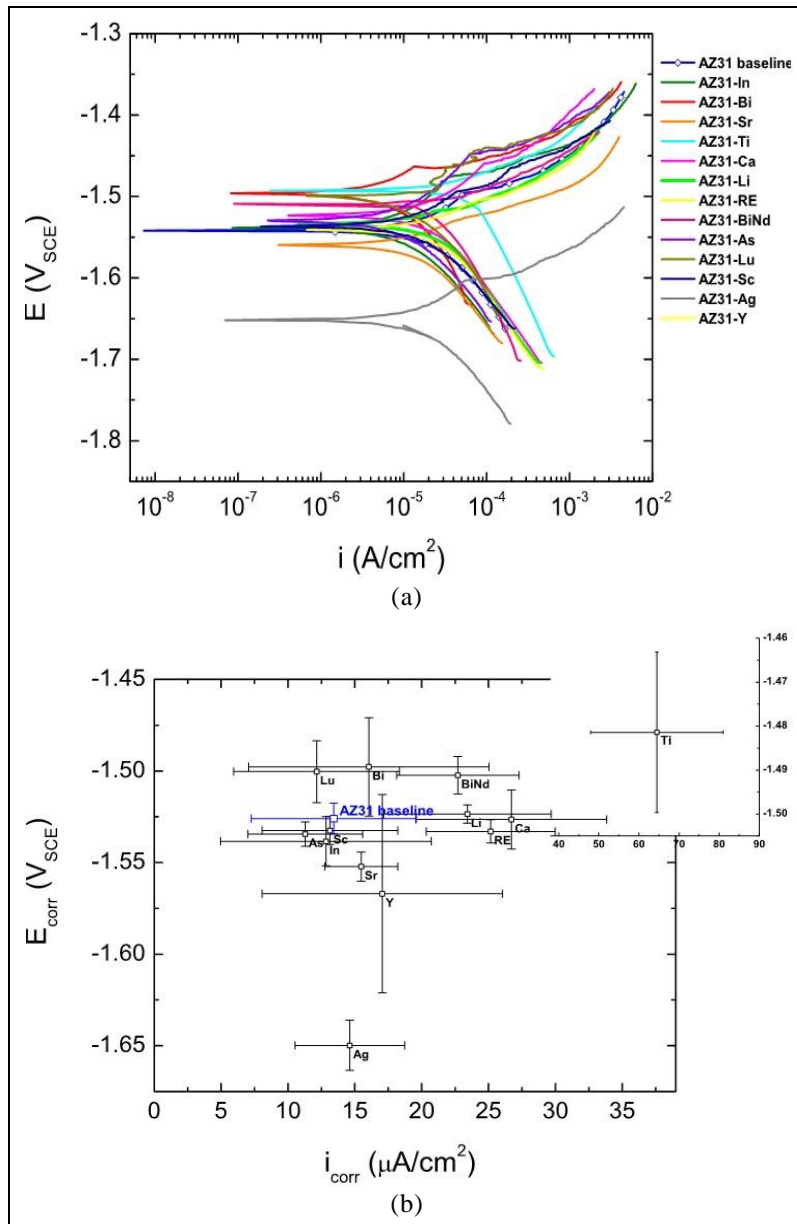 -1.3
-1.4
-1.5
-1.6
-1.7
-1.8
E (V_SCE)
10^-8 10^-7 10^-6 10^-5 10^-4 10^-3 10^-2
i (A/cm^2)
AZ31 baseline
AZ31-In
AZ31-Bi
AZ31-Sr
AZ31-Ti
AZ31-Ca
AZ31-Li
AZ31-RE
AZ31-BiNd
AZ31-As
AZ31-Lu
AZ31-Sc
AZ31-Ag
AZ31-Y
(a)
-1.45
-1.50
-1.55
-1.60
-1.65
E_corr (V_SCE)
Lu
Bi
BiNd
AZ31 baseline
Li
Ca
As
Sc
In
RE
Sr
Y
Ag
0 5 10 15 20 25 30 35
i_corr (μA/cm^2)
Ti
-1.46
-1.47
-1.48
-1.49
-1.50
40 50 60 70 80 90
(b)